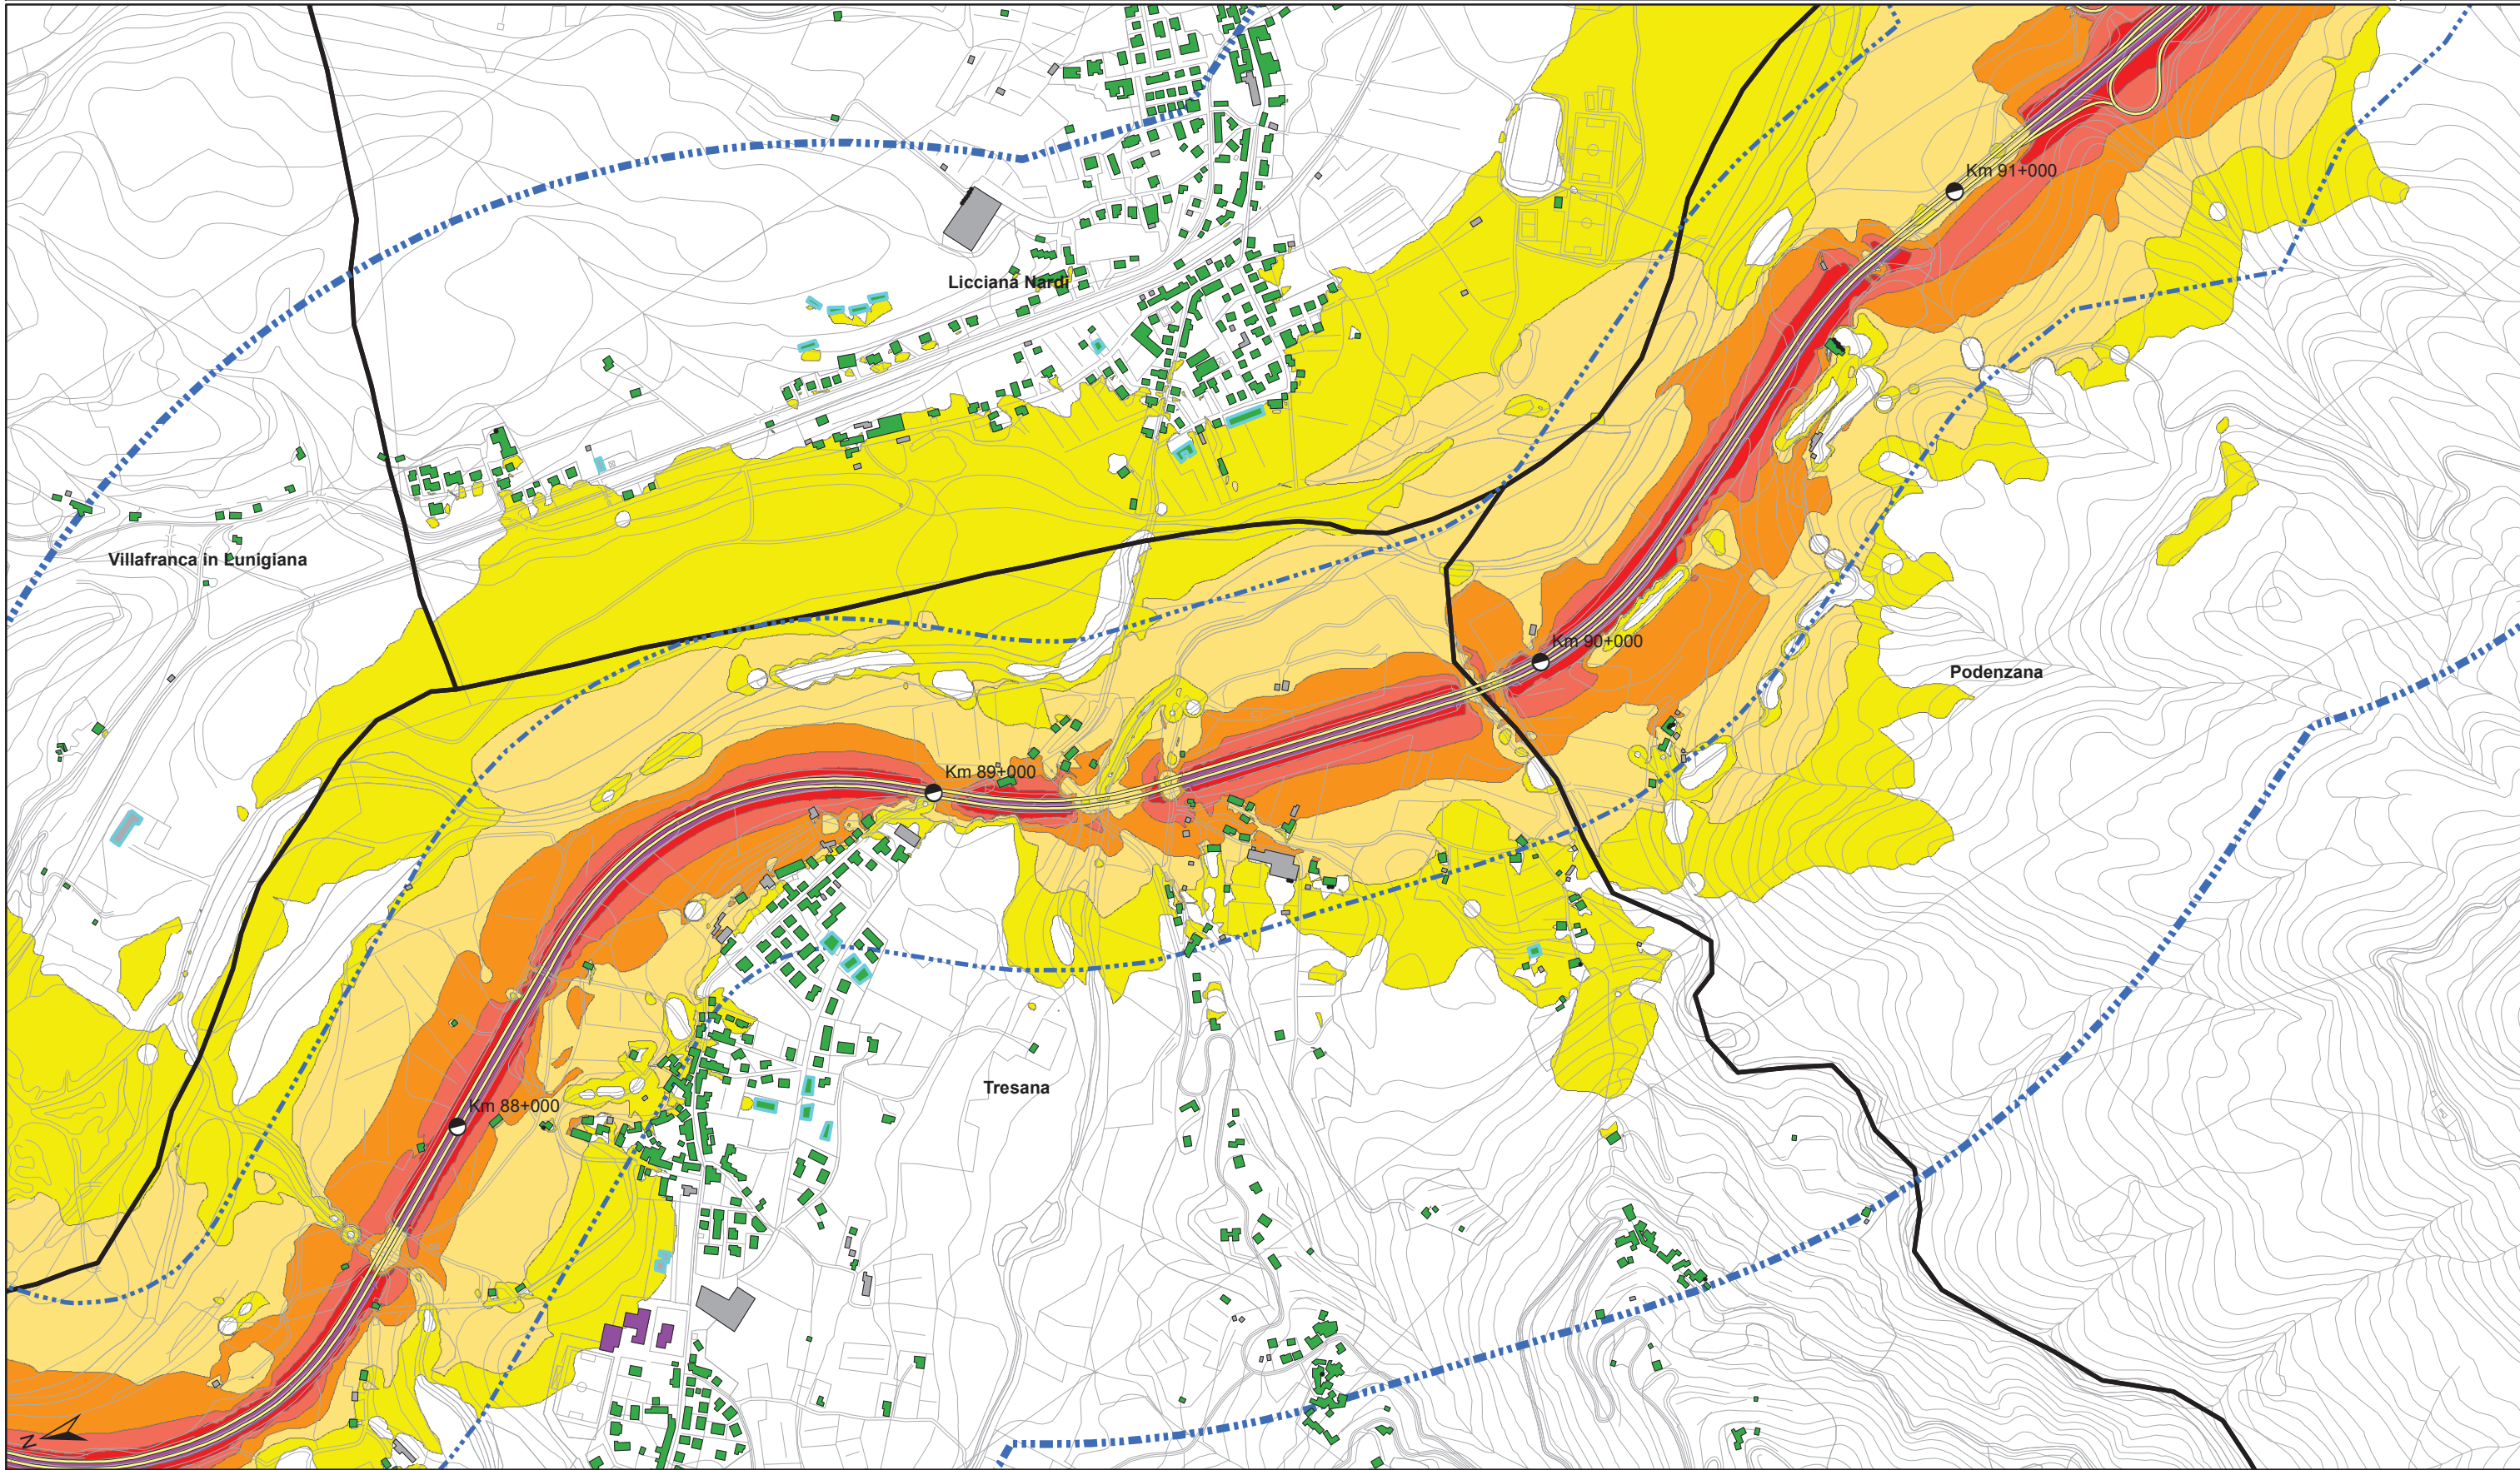 Km 91+000
Licciana Nardi
Villafranca in Lunigiana
Km 90+000
Podenzana
Km 89+000
Tresana
Km 88+000
N